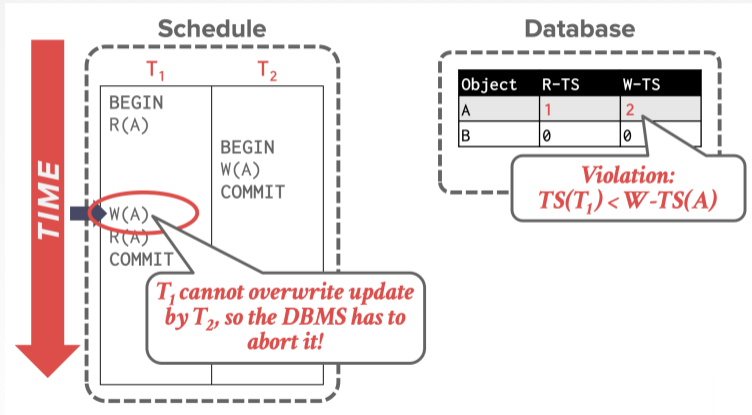 Schedule
Database
TIME
T1
T2
BEGIN
R(A)
BEGIN
W(A)
COMMIT
W(A)
R(A)
COMMIT
T1 cannot overwrite update
by T2, so the DBMS has to
abort it!
Object R-TS W-TS
A 1 2
B 0 0
Violation:
TS(T1) < W-TS(A)